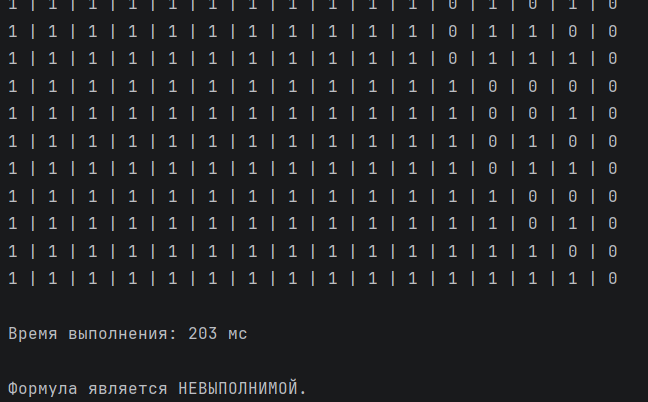 1 | 1 | 1 | 1 | 1 | 1 | 1 | 1 | 1 | 1 | 1 | 0 | 1 | 0 | 1 | 0
1 | 1 | 1 | 1 | 1 | 1 | 1 | 1 | 1 | 1 | 1 | 0 | 1 | 1 | 0 | 0
1 | 1 | 1 | 1 | 1 | 1 | 1 | 1 | 1 | 1 | 1 | 0 | 1 | 1 | 1 | 0
1 | 1 | 1 | 1 | 1 | 1 | 1 | 1 | 1 | 1 | 1 | 1 | 0 | 0 | 0 | 0
1 | 1 | 1 | 1 | 1 | 1 | 1 | 1 | 1 | 1 | 1 | 1 | 0 | 0 | 1 | 0
1 | 1 | 1 | 1 | 1 | 1 | 1 | 1 | 1 | 1 | 1 | 1 | 0 | 1 | 0 | 0
1 | 1 | 1 | 1 | 1 | 1 | 1 | 1 | 1 | 1 | 1 | 1 | 0 | 1 | 1 | 0
1 | 1 | 1 | 1 | 1 | 1 | 1 | 1 | 1 | 1 | 1 | 1 | 1 | 0 | 0 | 0
1 | 1 | 1 | 1 | 1 | 1 | 1 | 1 | 1 | 1 | 1 | 1 | 1 | 0 | 1 | 0
1 | 1 | 1 | 1 | 1 | 1 | 1 | 1 | 1 | 1 | 1 | 1 | 1 | 1 | 0 | 0
1 | 1 | 1 | 1 | 1 | 1 | 1 | 1 | 1 | 1 | 1 | 1 | 1 | 1 | 1 | 0
Время выполнения: 203 мс
Формула является НЕВЫПОЛНИМОЙ.